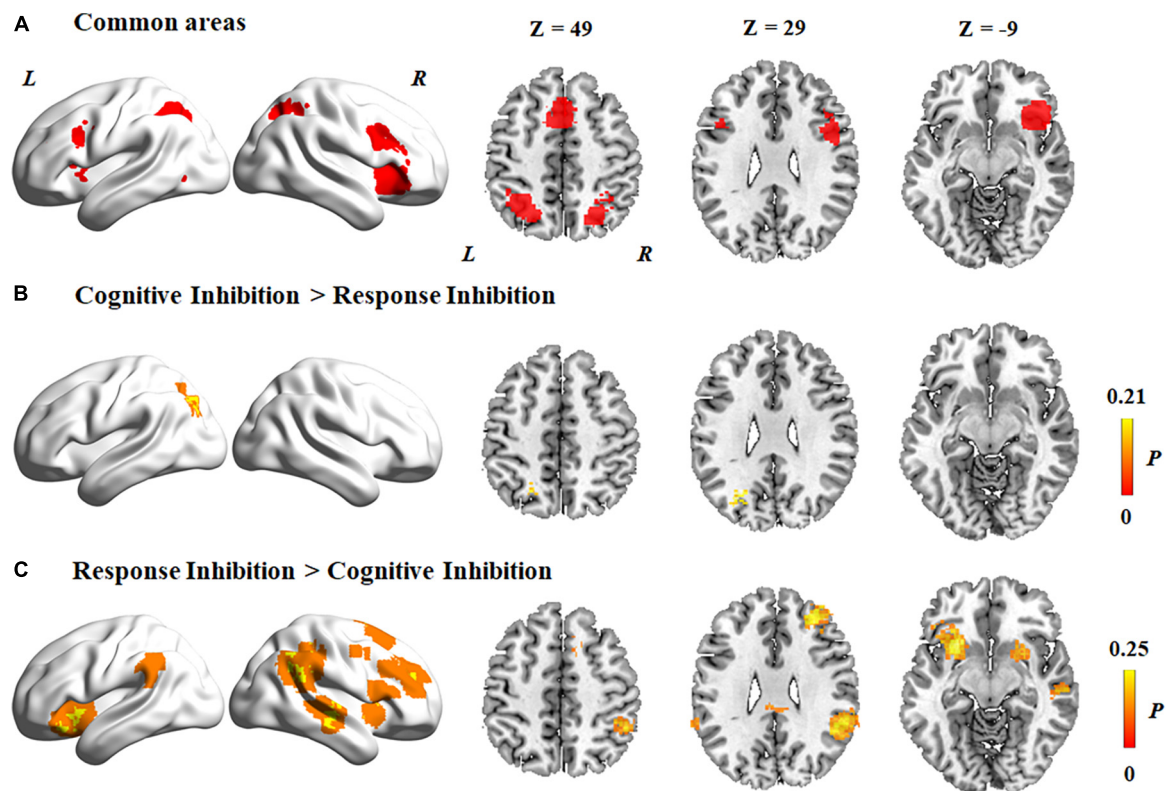 A Common areas
Z = 49
Z = 29
Z = -9
L
R
L
R
B Cognitive Inhibition > Response Inhibition
0.21
P
0
C Response Inhibition > Cognitive Inhibition
0.25
P
0